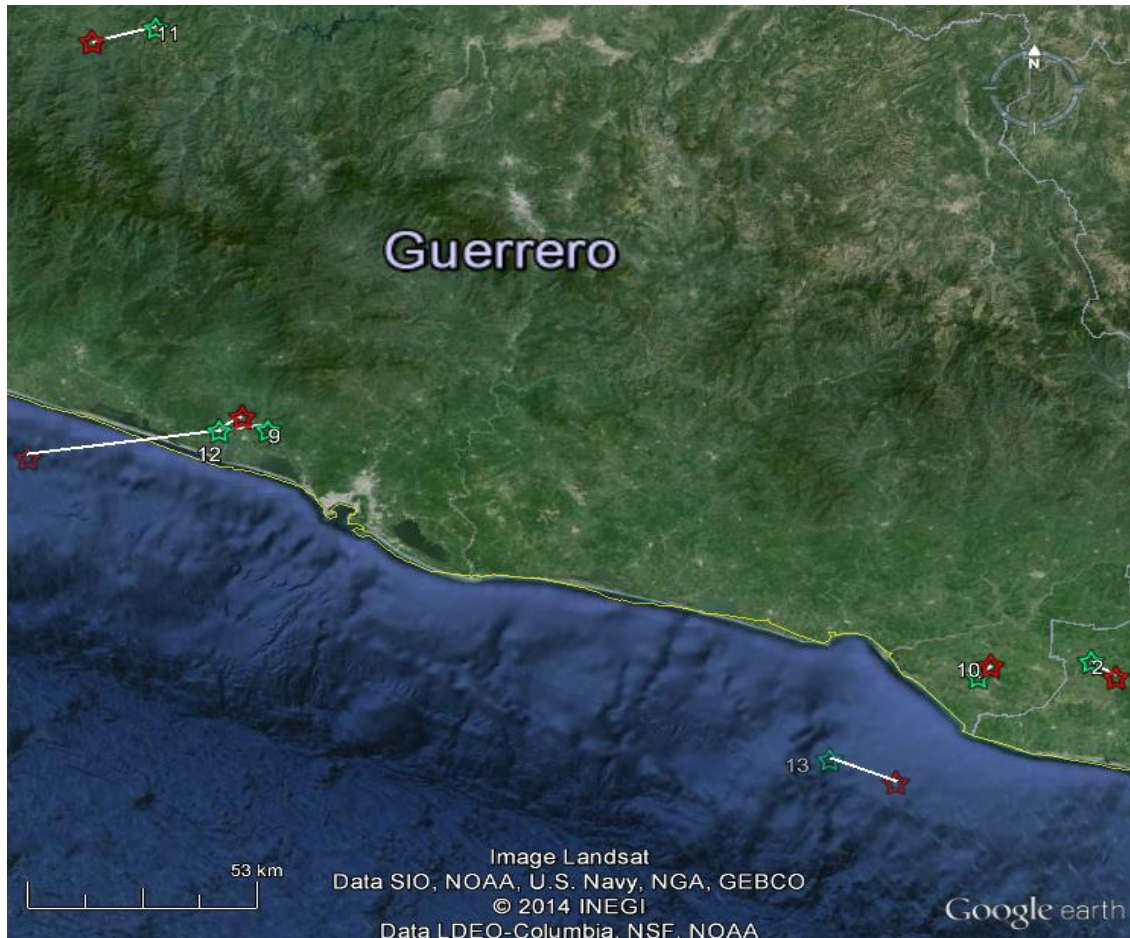 11
N
Guerrero
9
12
10
2
13
53 km
Image Landsat
Data SIO, NOAA, U.S. Navy, NGA, GEBCO
© 2014 INEGI
Data LDEO-Columbia, NSF, NOAA
Google earth